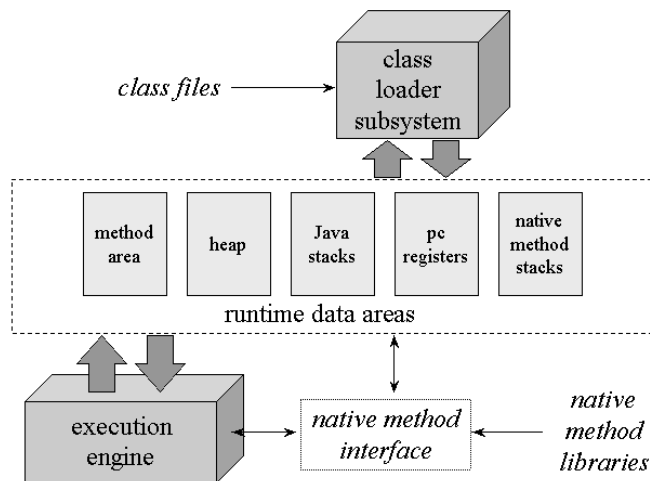 class
loader
subsystem
class files
method
area
heap
Java
stacks
pc
registers
native
method
stacks
runtime data areas
execution
engine
native method
interface
native
method
libraries